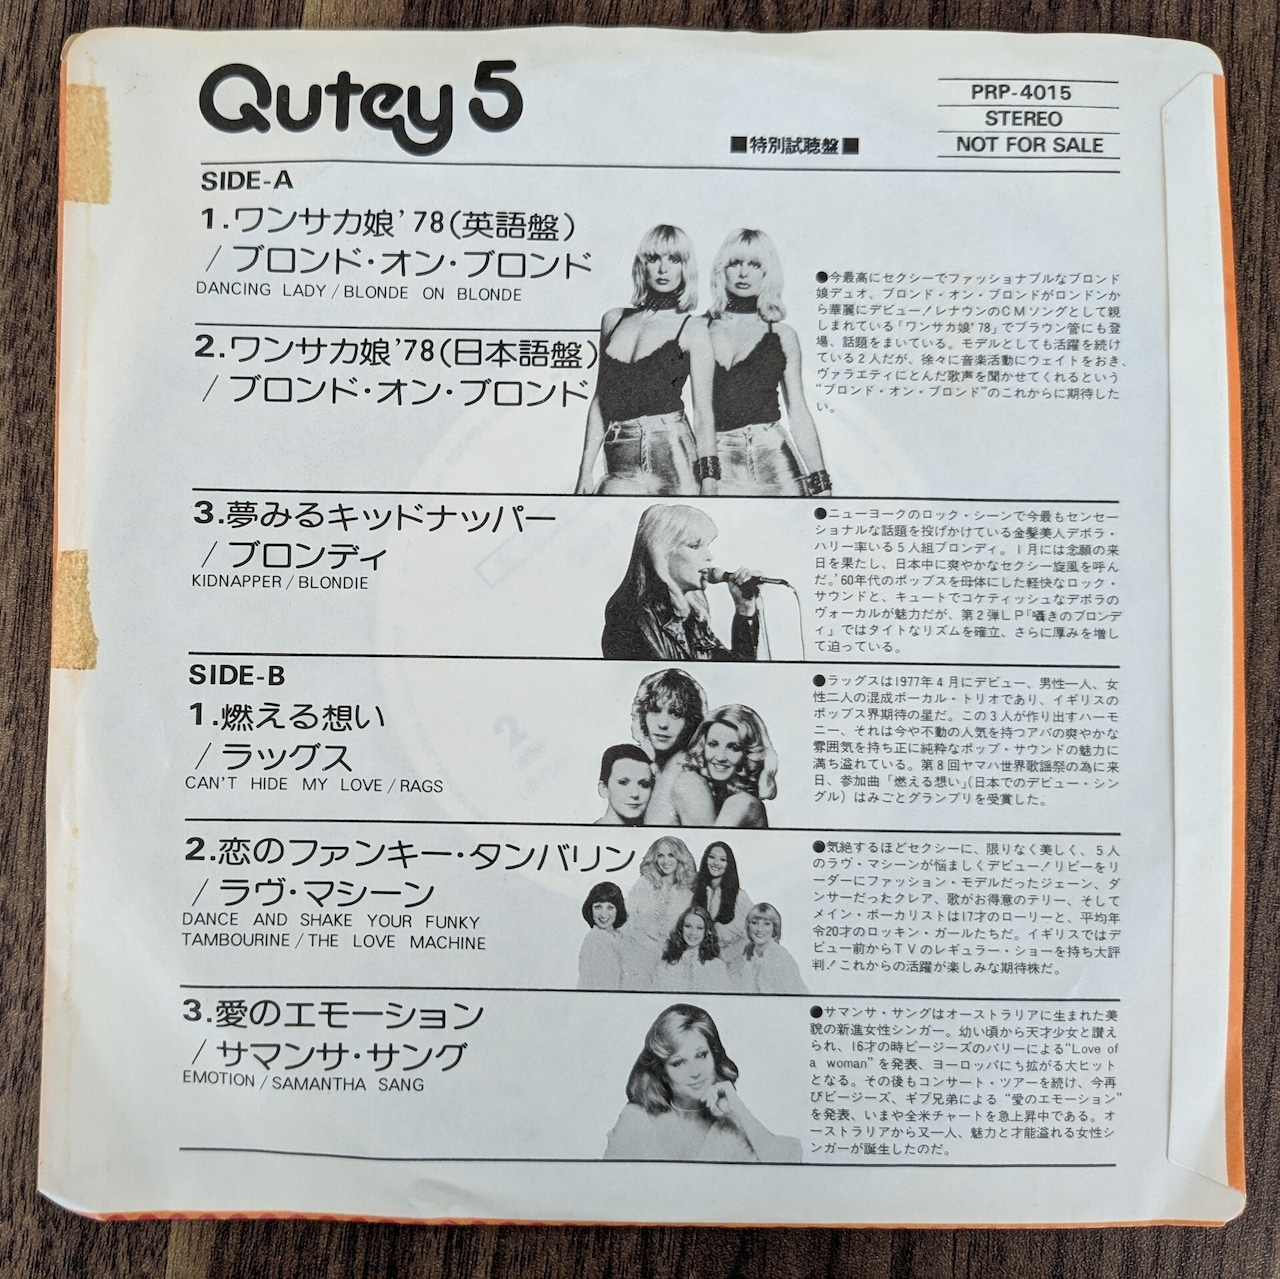 Qutey 5
■特別試聴盤■
PRP-4015
STEREO
NOT FOR SALE
SIDE-A
1.ワンサカ娘'78(英語盤)
/ブロンド・オン・ブロンド
DANCING LADY/BLONDE ON BLONDE
●今最高にセクシーでファッショナブルなブロンド
娘デュオ、ブロンド・オン・ブロンドがロンドンか
ら華麗にデビュー!レナウンのCMソングとして親
しまれている「ワンサカ娘'78」でブラウン管にも登
場、話題をまいている。モデルとしても活躍を続け
ている2人だが、徐々に音楽活動にウェイトをおき、
ヴァラエティにとんだ歌声を聞かせてくれるという
“ブロンド・オン・ブロンド”のこれからに期待した
い。
2.ワンサカ娘'78(日本語盤)
/ブロンド・オン・ブロンド
3.夢みるキッドナッパー
/ブロンディ
KIDNAPPER/BLONDIE
●ニューヨークのロック・シーンで今最もセンセー
ショナルな話題を投げかけている金髪美人デボラ・
ハリー率いる5人組ブロンディ。1月には念願の来
日を果たし、日本中に爽やかなセクシー旋風を呼ん
だ。'60年代のポップスを母体にした軽快なロック・
サウンドと、キュートでコケティッシュなデボラの
ヴォーカルが魅力だが、第2弾LP「囁きのブロンデ
ィ」ではタイトなリズムを確立、さらに厚みを増し
て迫っている。
SIDE-B
1.燃える想い
/ラッグス
CAN'T HIDE MY LOVE/RAGS
●ラッグスは1977年4月にデビュー、男性一人、女
性二人の混成ボーカル・トリオであり、イギリスの
ポップス界期待の星だ。この3人が作り出すハーモ
ニー、それは今や不動の人気を持つアバの爽やかな
雰囲気を持ち正に純粋なポップ・サウンドの魅力に
満ち溢れている。第8回ヤマハ世界歌謡祭の為に来
日、参加曲「燃える想い」(日本でのデビュー・シン
グル)はみごとグランプリを受賞した。
2.恋のファンキー・タンバリン
/ラヴ・マシーン
DANCE AND SHAKE YOUR FUNKY
TAMBOURINE/THE LOVE MACHINE
●気絶するほどセクシーに、限りなく美しく、5人
のラヴ・マシーンが悩ましくデビュー!リビーをリ
ーダーにファッション・モデルだったジェーン、ダ
ンサーだったクレア、歌がお得意のテリー、そして
メイン・ボーカリストは17才のローリーと、平均年
令20才のロッキン・ガールたちだ。イギリスではデ
ビュー前からTVのレギュラー・ショーを持ち大評
判!これからの活躍が楽しみな期待株だ。
3.愛のエモーション
/サマンサ・サング
EMOTION/SAMANTHA SANG
●サマンサ・サングはオーストラリアに生まれた美
貌の新進女性シンガー。幼い頃から天才少女と讃え
られ、16才の時ビージーズのバリーによる“Love of
a woman”を発表、ヨーロッパにも拡がる大ヒット
となる。その後もコンサート・ツアーを続け、今再
びビージーズ、ギブ兄弟による “愛のエモーション”
を発表、いまや全米チャートを急上昇中である。オ
ーストラリアから又一人、魅力と才能溢れる女性シ
ンガーが誕生したのだ。